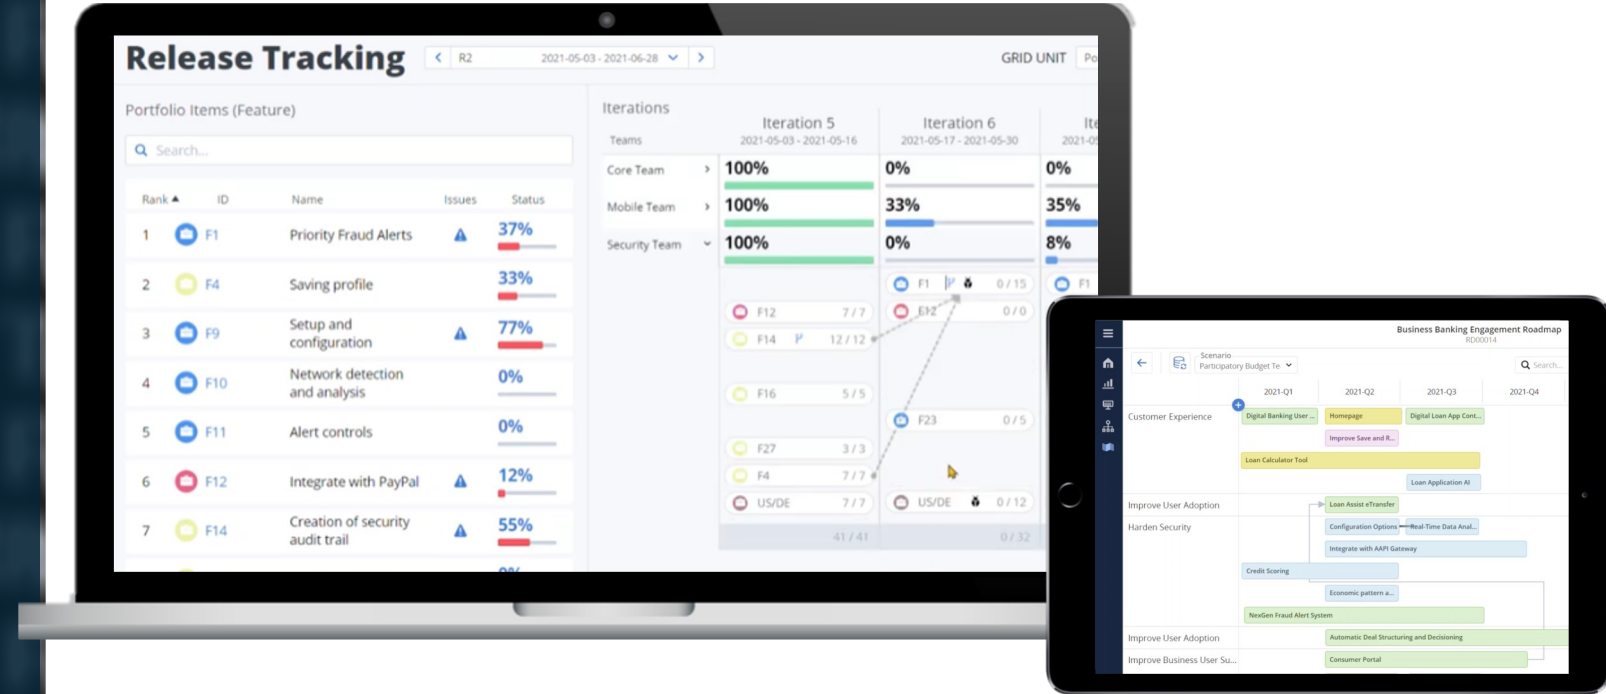 Release Tracking
R2 2021-05-03 - 2021-06-28
GRID UNIT
Portfolio Items (Feature)
Search...
Rank ID Name Issues Status
1 F1 Priority Fraud Alerts 37%
2 F4 Saving profile 33%
3 F9 Setup and configuration 77%
4 F10 Network detection and analysis 0%
5 F11 Alert controls 0%
6 F12 Integrate with PayPal 12%
7 F14 Creation of security audit trail 55%
Iterations
Teams
Iteration 5 Iteration 6
2021-05-03 - 2021-05-16 2021-05-17 - 2021-05-30
Core Team 100% 0% 0%
Mobile Team 100% 33% 35%
Security Team 100% 0% 8%
F1 0 / 15 F1
F12 7 / 7 F12 0 / 0
F14 12 / 12
F16 5 / 5
F23 0 / 5
F27 3 / 3
F4 7 / 7
US/DE 7 / 7 US/DE 0 / 12
41 / 41 0 / 32
Business Banking Engagement Roadmap
RD00014
Scenario
Participatory Budget Te
Search...
2021-Q1 2021-Q2 2021-Q3 2021-Q4
Customer Experience
Digital Banking User ... Homepage Digital Loan App Cont...
Improve Save and R...
Loan Calculator Tool
Loan Application AI
Improve User Adoption
Loan Assist eTransfer
Harden Security
Configuration Options Real-Time Data Anal...
Integrate with AAPI Gateway
Credit Scoring
Economic pattern a...
NexGen Fraud Alert System
Improve User Adoption
Automatic Deal Structuring and Decisioning
Improve Business User Su...
Consumer Portal